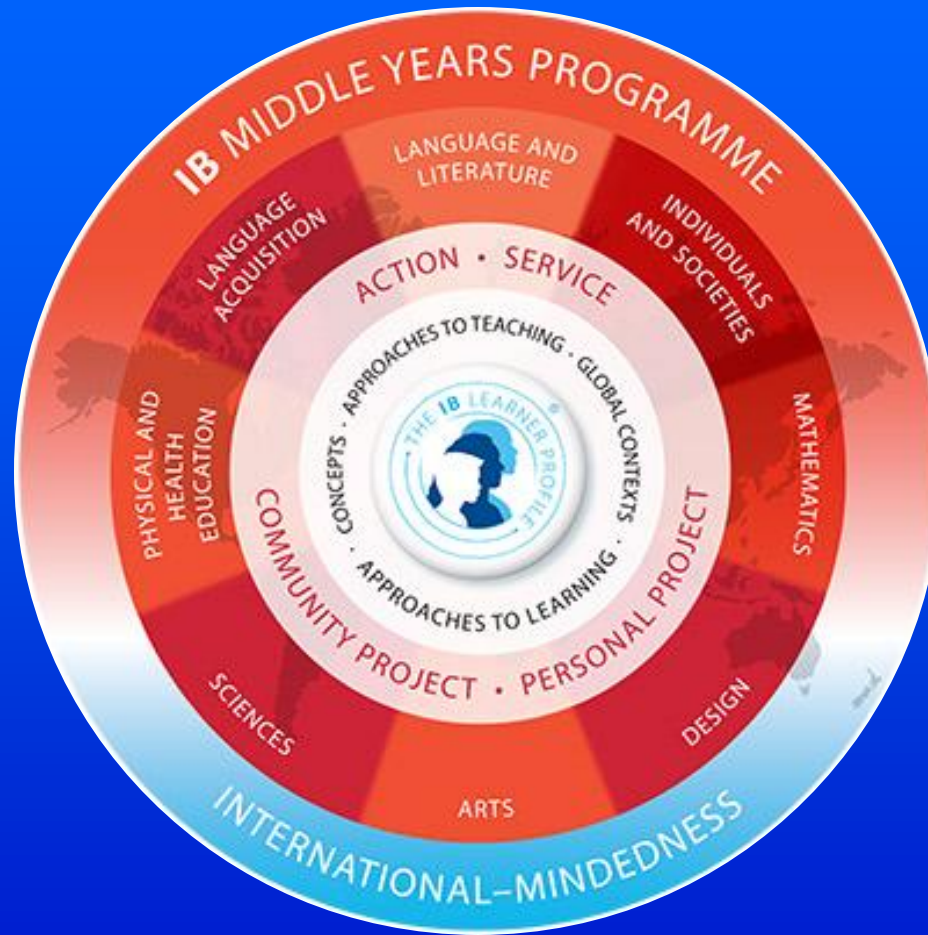 IB MIDDLE YEARS PROGRAMME
LANGUAGE AND
LITERATURE
INDIVIDUALS
AND SOCIETIES
MATHEMATICS
DESIGN
ARTS
SCIENCES
PHYSICAL AND
HEALTH
EDUCATION
LANGUAGE
ACQUISITION
ACTION · SERVICE
PERSONAL PROJECT ·
COMMUNITY PROJECT
APPROACHES TO TEACHING · GLOBAL CONTEXTS ·
APPROACHES TO LEARNING · CONCEPTS ·
THE IB LEARNER PROFILE ®
INTERNATIONAL–MINDEDNESS